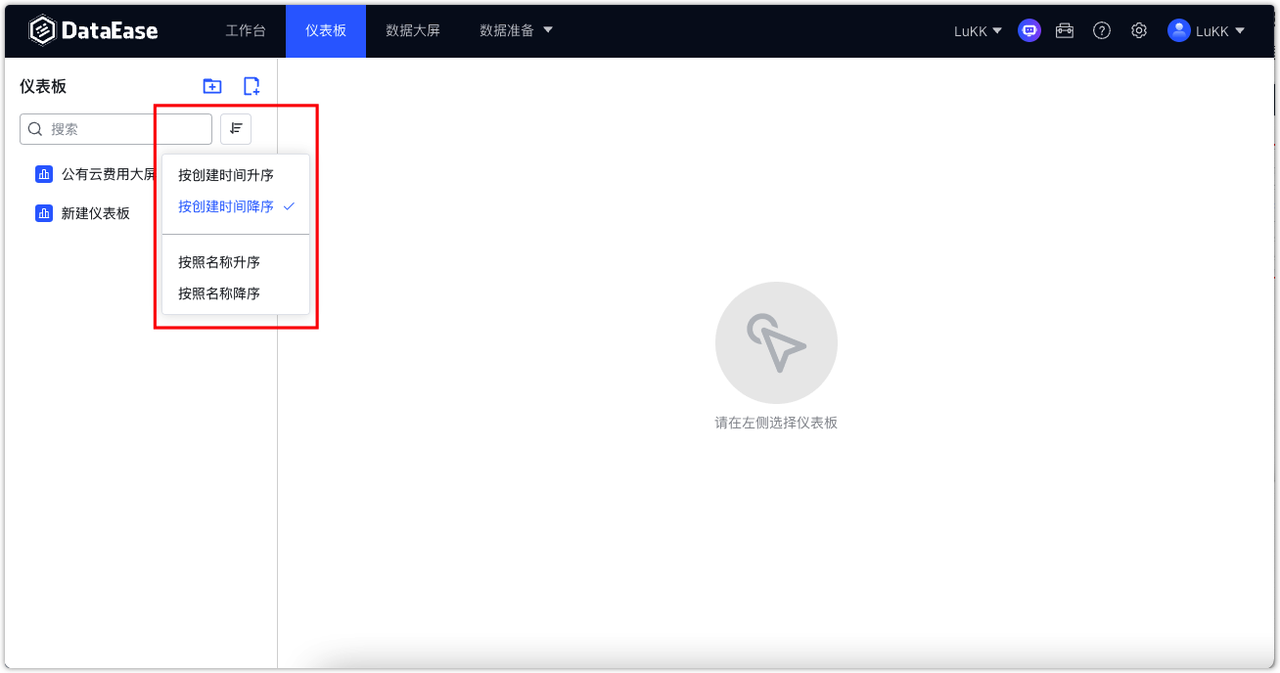 DataEase 工作台 仪表板 数据大屏 数据准备 LuKK LuKK
仪表板
搜索
公有云费用大屏
新建仪表板
按创建时间升序
按创建时间降序
按照名称升序
按照名称降序
请在左侧选择仪表板